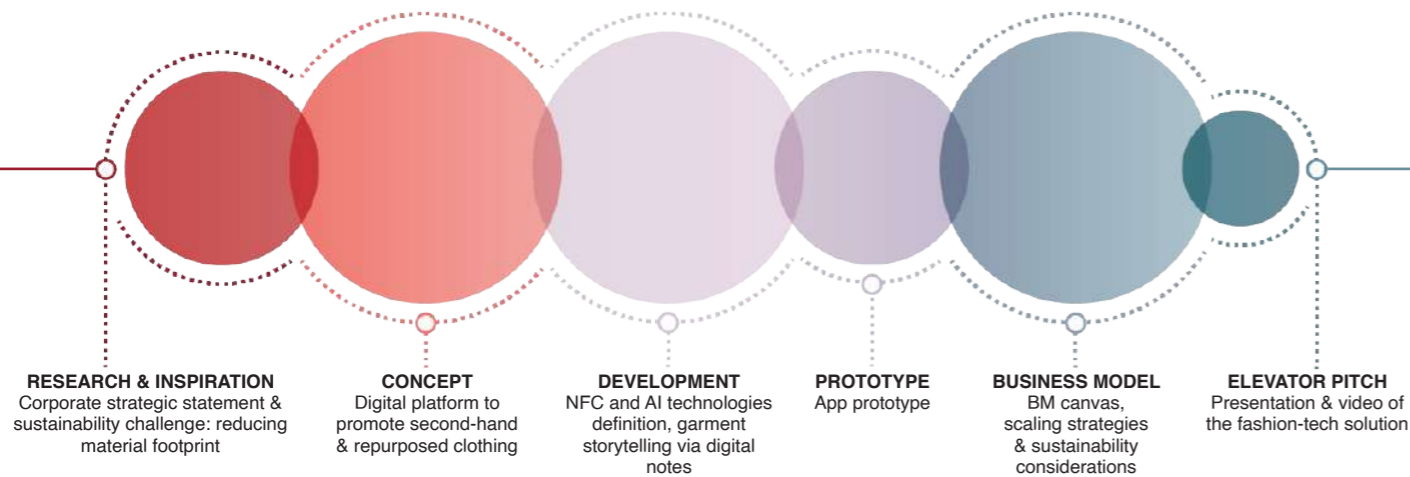 RESEARCH & INSPIRATION
Corporate strategic statement &
sustainability challenge: reducing
material footprint
CONCEPT
Digital platform to
promote second-hand
& repurposed clothing
DEVELOPMENT
NFC and AI technologies
definition, garment
storytelling via digital
notes
PROTOTYPE
App prototype
BUSINESS MODEL
BM canvas,
scaling strategies
& sustainability
considerations
ELEVATOR PITCH
Presentation & video of
the fashion-tech solution